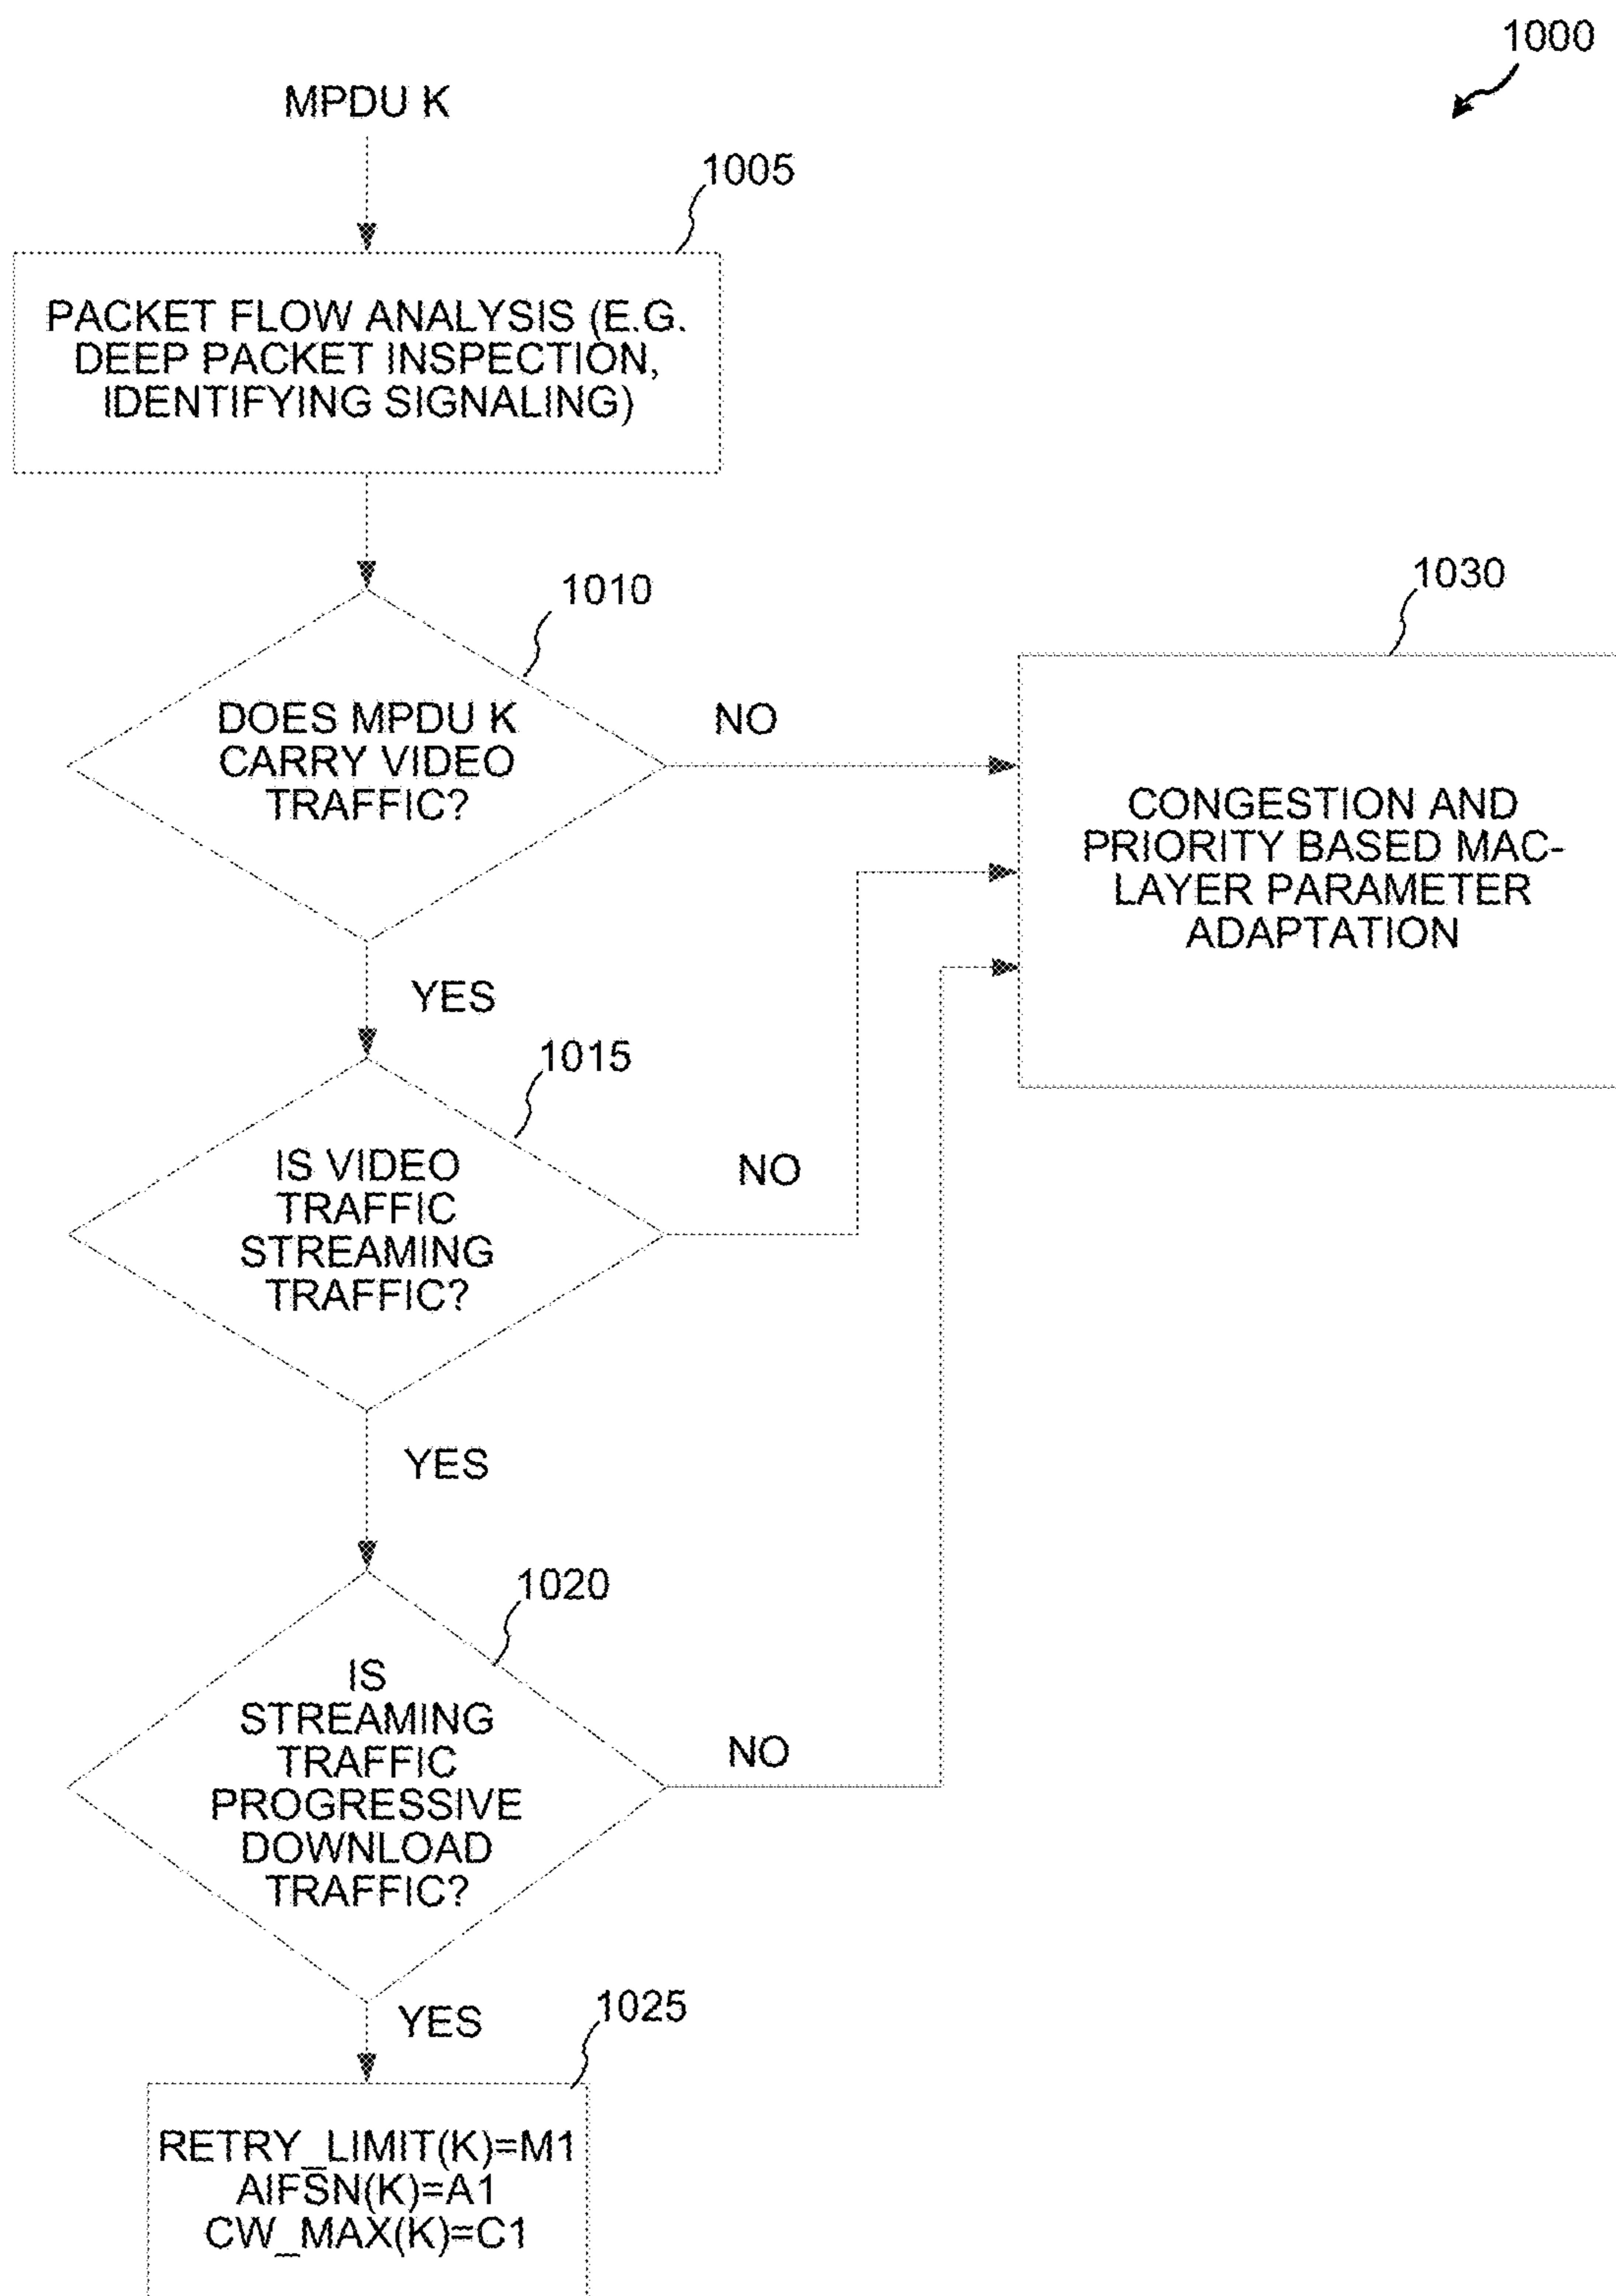 1000
MPDU K
1005
PACKET FLOW ANALYSIS (E.G.
DEEP PACKET INSPECTION,
IDENTIFYING SIGNALING)
1010
DOES MPDU K
CARRY VIDEO
TRAFFIC?
NO
1030
CONGESTION AND
PRIORITY BASED MAC-
LAYER PARAMETER
ADAPTATION
YES
1015
IS VIDEO
TRAFFIC
STREAMING
TRAFFIC?
NO
YES
1020
IS
STREAMING
TRAFFIC
PROGRESSIVE
DOWNLOAD
TRAFFIC?
NO
YES
1025
RETRY_LIMIT(K)=M1
AIFSN(K)=A1
CW_MAX(K)=C1